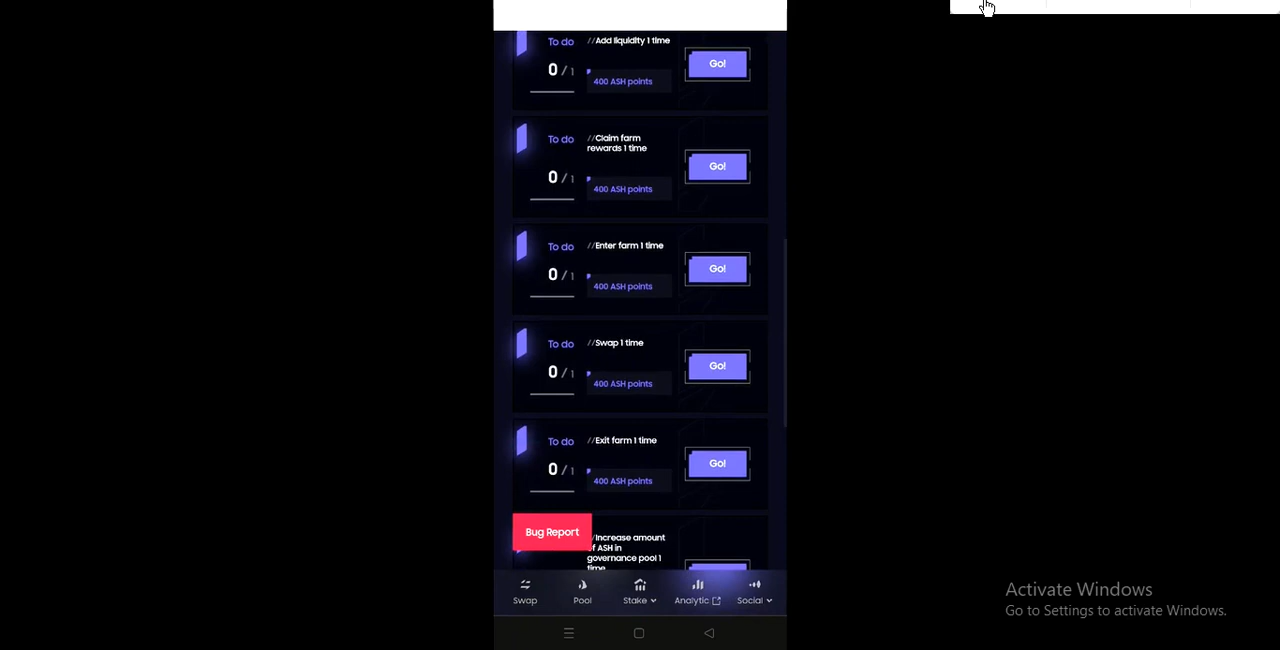 To do
//Add liquidity 1 time
0 / 1
400 ASH points
Go!
To do
//Claim farm
rewards 1 time
0 / 1
400 ASH points
Go!
To do
//Enter farm 1 time
0 / 1
400 ASH points
Go!
To do
//Swap 1 time
0 / 1
400 ASH points
Go!
To do
//Exit farm 1 time
0 / 1
400 ASH points
Go!
Bug Report
/Increase amount
of ASH in
governance pool 1
time
Swap
Pool
Stake
Analytic
Social
Activate Windows
Go to Settings to activate Windows.